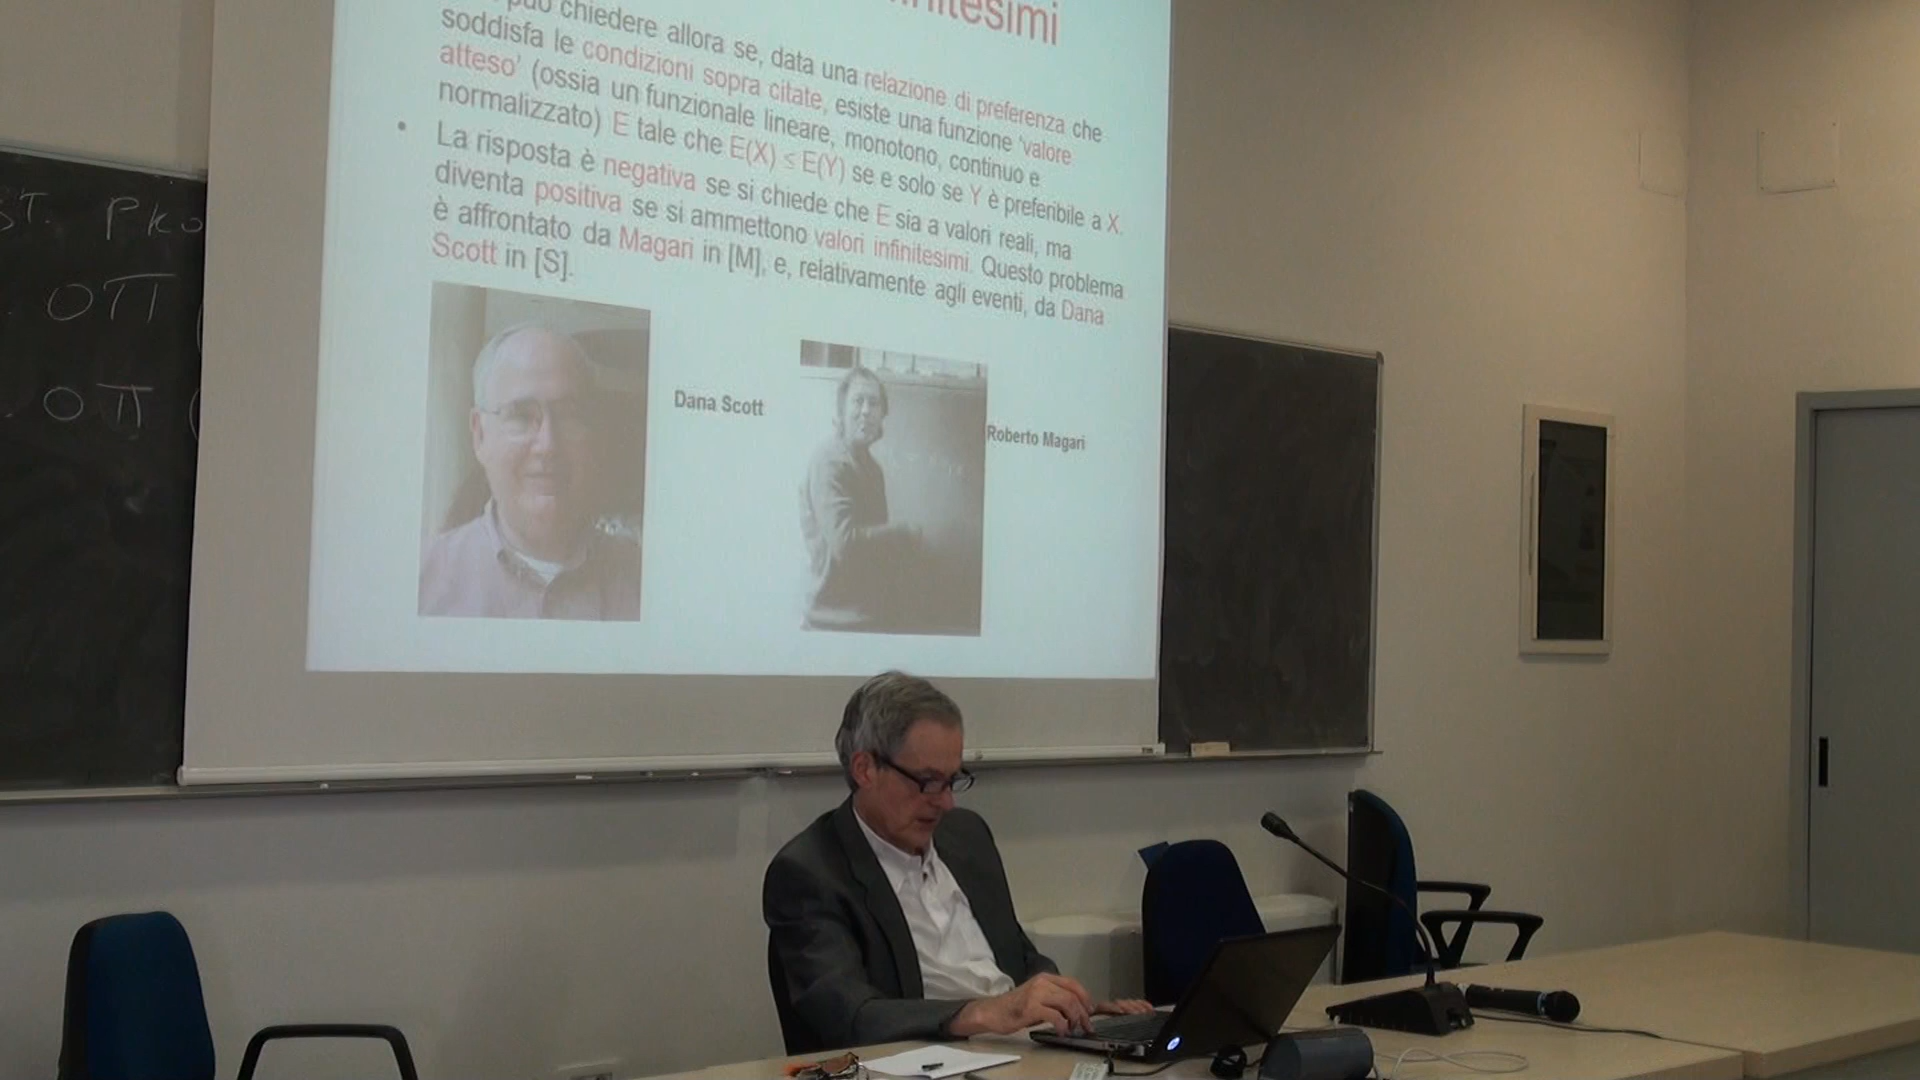 può chiedere allora se, data una relazione di preferenza che
soddisfa le condizioni sopra citate, esiste una funzione ‘valore
atteso’ (ossia un funzionale lineare, monotono, continuo e
normalizzato) E tale che E(X) ≤ E(Y) se e solo se Y è preferibile a X.
• La risposta è negativa se si chiede che E sia a valori reali, ma
diventa positiva se si ammettono valori infinitesimi. Questo problema
è affrontato da Magari in [M], e, relativamente agli eventi, da Dana
Scott in [S].
Dana Scott
Roberto Magari
OTT
OTT
hp